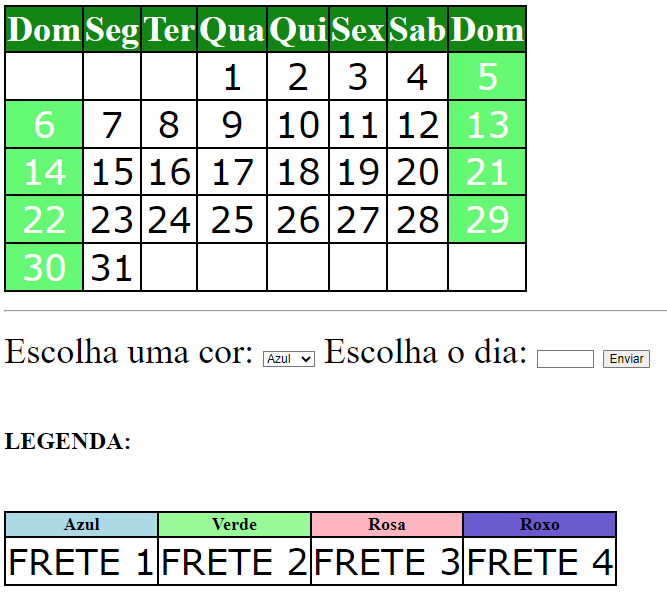 Dom Seg Ter Qua Qui Sex Sab Dom
1 2 3 4 5
6 7 8 9 10 11 12 13
14 15 16 17 18 19 20 21
22 23 24 25 26 27 28 29
30 31
Escolha uma cor: Azul Escolha o dia: Enviar
LEGENDA:
Azul Verde Rosa Roxo
FRETE 1 FRETE 2 FRETE 3 FRETE 4